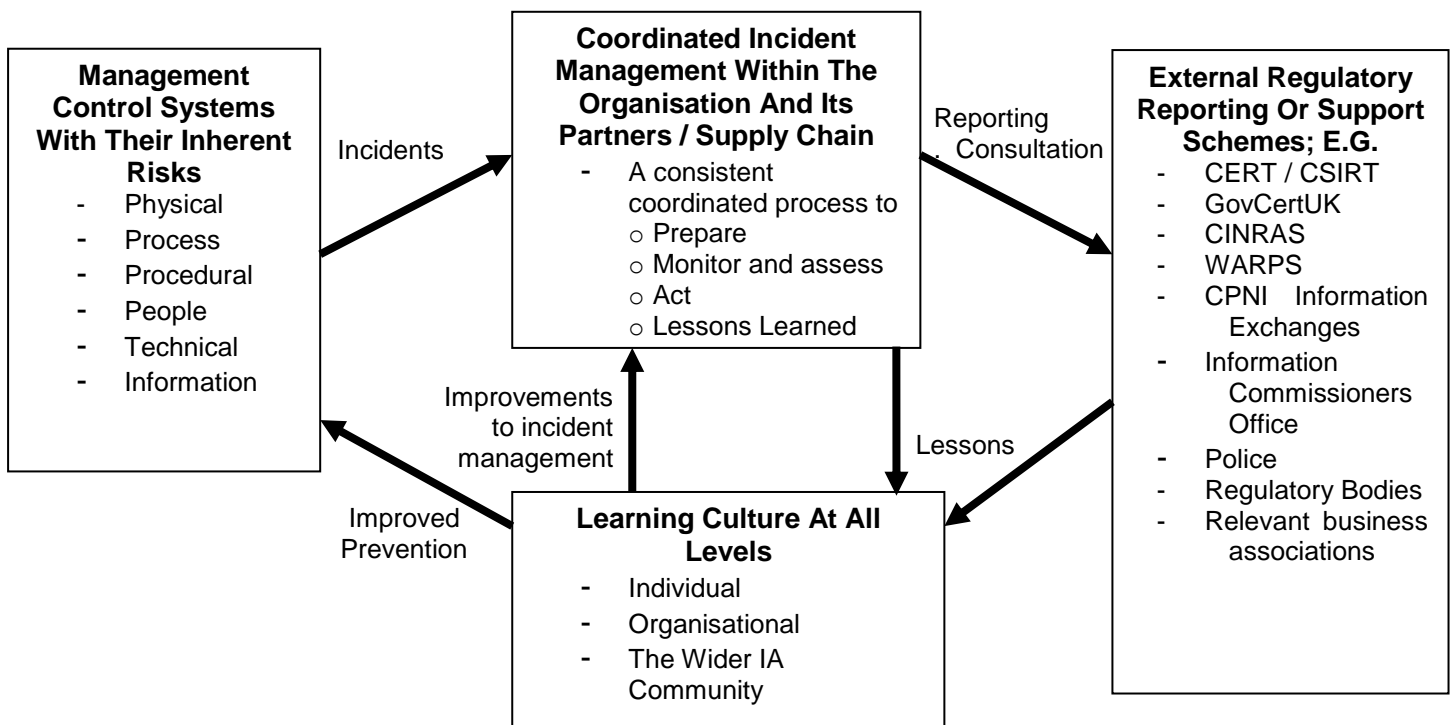 Management
Control Systems
With Their Inherent
Risks
- Physical
- Process
- Procedural
- People
- Technical
- Information
Incidents
Coordinated Incident
Management Within The
Organisation And Its
Partners / Supply Chain
- A consistent
coordinated process to
o Prepare
o Monitor and assess
o Act
o Lessons Learned
Reporting
. Consultation
External Regulatory
Reporting Or Support
Schemes; E.G.
- CERT / CSIRT
- GovCertUK
- CINRAS
- WARPS
- CPNI Information
Exchanges
- Information
Commissioners
Office
- Police
- Regulatory Bodies
- Relevant business
associations
Improvements
to incident
management
Lessons
Improved
Prevention
Learning Culture At All
Levels
- Individual
- Organisational
- The Wider IA
Community